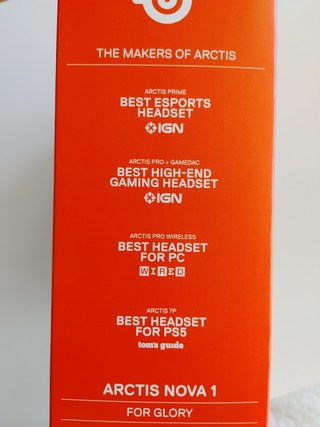 THE MAKERS OF ARCTIS
ARCTIS PRIME
BEST ESPORTS
HEADSET
IGN
ARCTIS PRO + GAMEDAC
BEST HIGH-END
GAMING HEADSET
IGN
ARCTIS PRO WIRELESS
BEST HEADSET
FOR PC
WIRED
ARCTIS 7P
BEST HEADSET
FOR PS5
tom's guide
ARCTIS NOVA 1
FOR GLORY